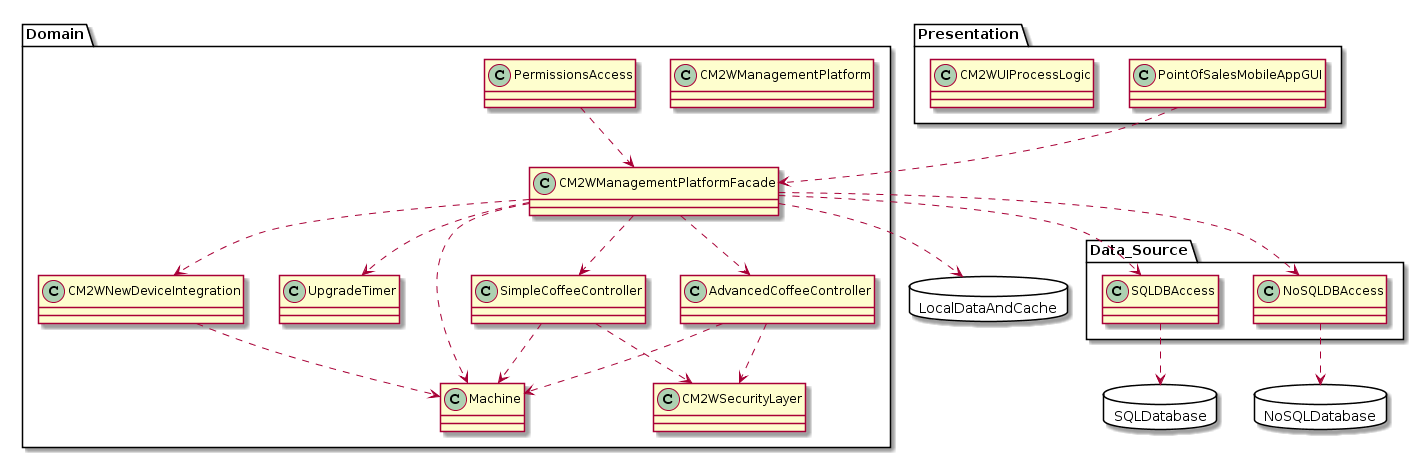 Domain
Presentation
C PermissionsAccess
C CM2WManagementPlatform
C CM2WUIProcessLogic
C PointOfSalesMobileAppGUI
C CM2WManagementPlatformFacade
Data_Source
C CM2WNewDeviceIntegration
C UpgradeTimer
C SimpleCoffeeController
C AdvancedCoffeeController
LocalDataAndCache
C SQLDBAccess
C NoSQLDBAccess
C Machine
C CM2WSecurityLayer
SQLDatabase
NoSQLDatabase